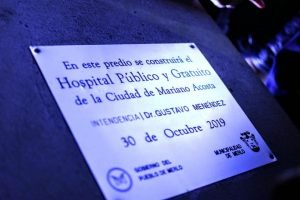 En este predio se construirá el
Hospital Público y Gratuito
de la Ciudad de Mariano Acosta
INTENDENCIA | Dr. GUSTAVO MENÉNDEZ
30 de Octubre 2019
GOBIERNO DEL
PUEBLO DE MERLO
MUNICIPALIDAD
DE MERLO